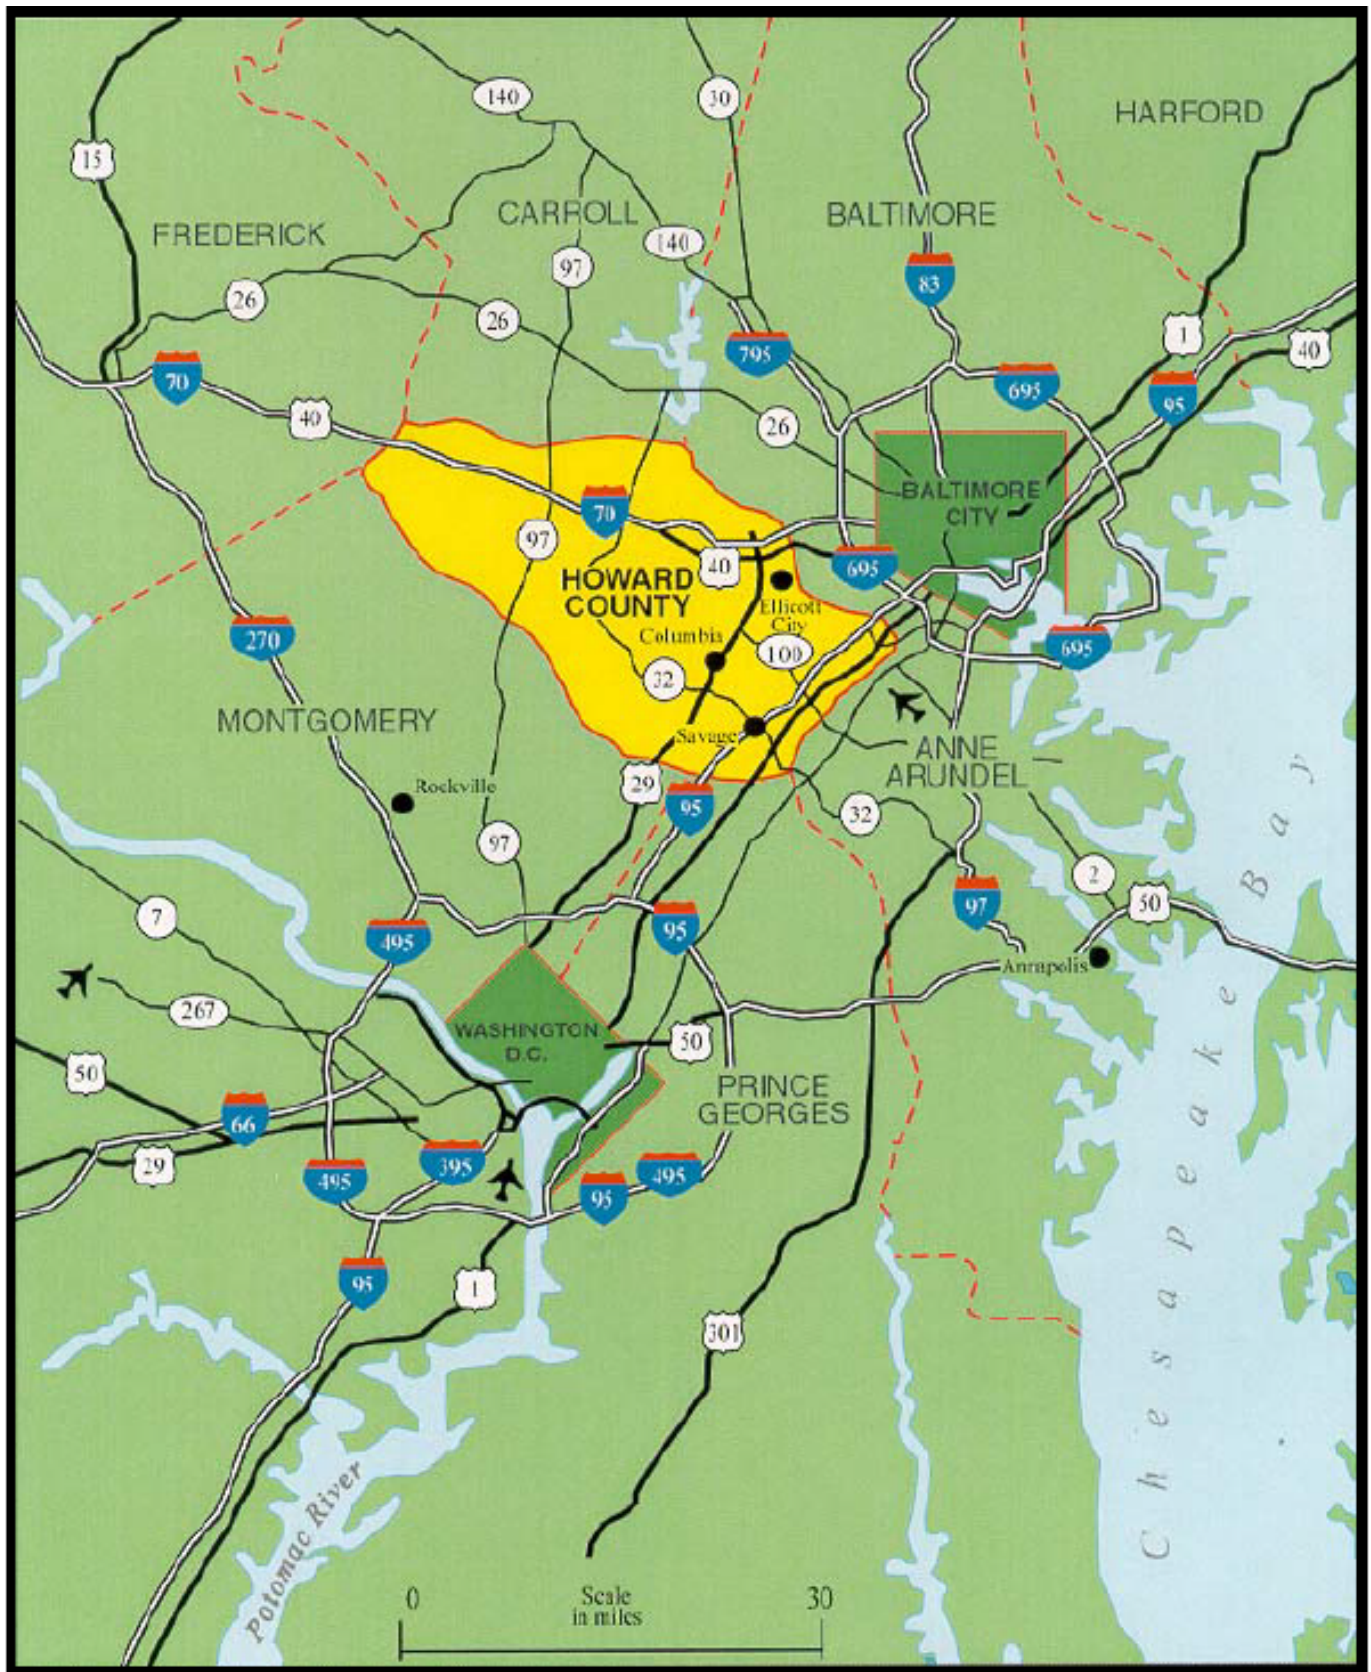 140
30
HARFORD
15
CARROLL
BALTIMORE
FREDERICK
140
97
83
26
26
1
795
40
70
695
95
40
26
BALTIMORE
CITY
70
97
40
695
HOWARD
COUNTY
Ellicott
City
270
Columbia
100
695
32
MONTGOMERY
Savage
ANNE
ARUNDEL
29
Rockville
95
32
97
2
97
50
7
495
95
Annapolis
267
WASHINGTON
D.C.
50
50
PRINCE
GEORGES
66
29
395
495
495
95
95
1
301
Chesapeake Bay
Potomac River
0
Scale
in miles
30